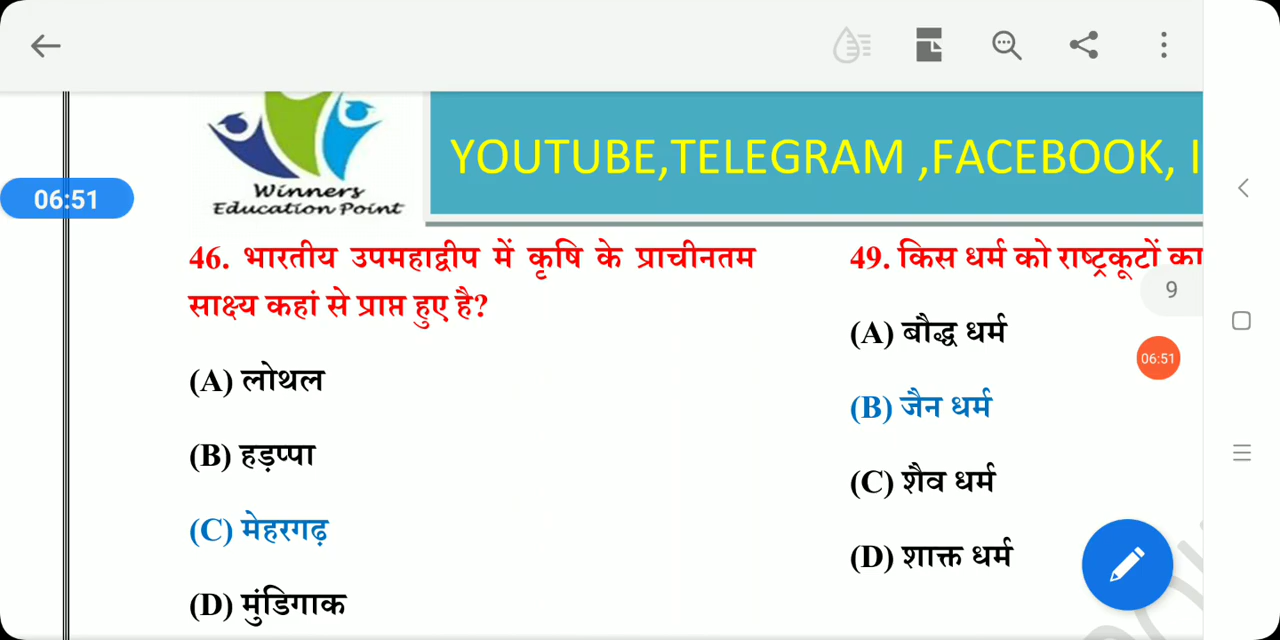 06:51
Winners
Education Point
YOUTUBE,TELEGRAM ,FACEBOOK, I
46. भारतीय उपमहाद्वीप में कृषि के प्राचीनतम
साक्ष्य कहां से प्राप्त हुए है?
(A) लोथल
(B) हड़प्पा
(C) मेहरगढ़
(D) मुंडिगाक
49. किस धर्म को राष्ट्रकूटों का
(A) बौद्ध धर्म
(B) जैन धर्म
(C) शैव धर्म
(D) शाक्त धर्म
9
06:51